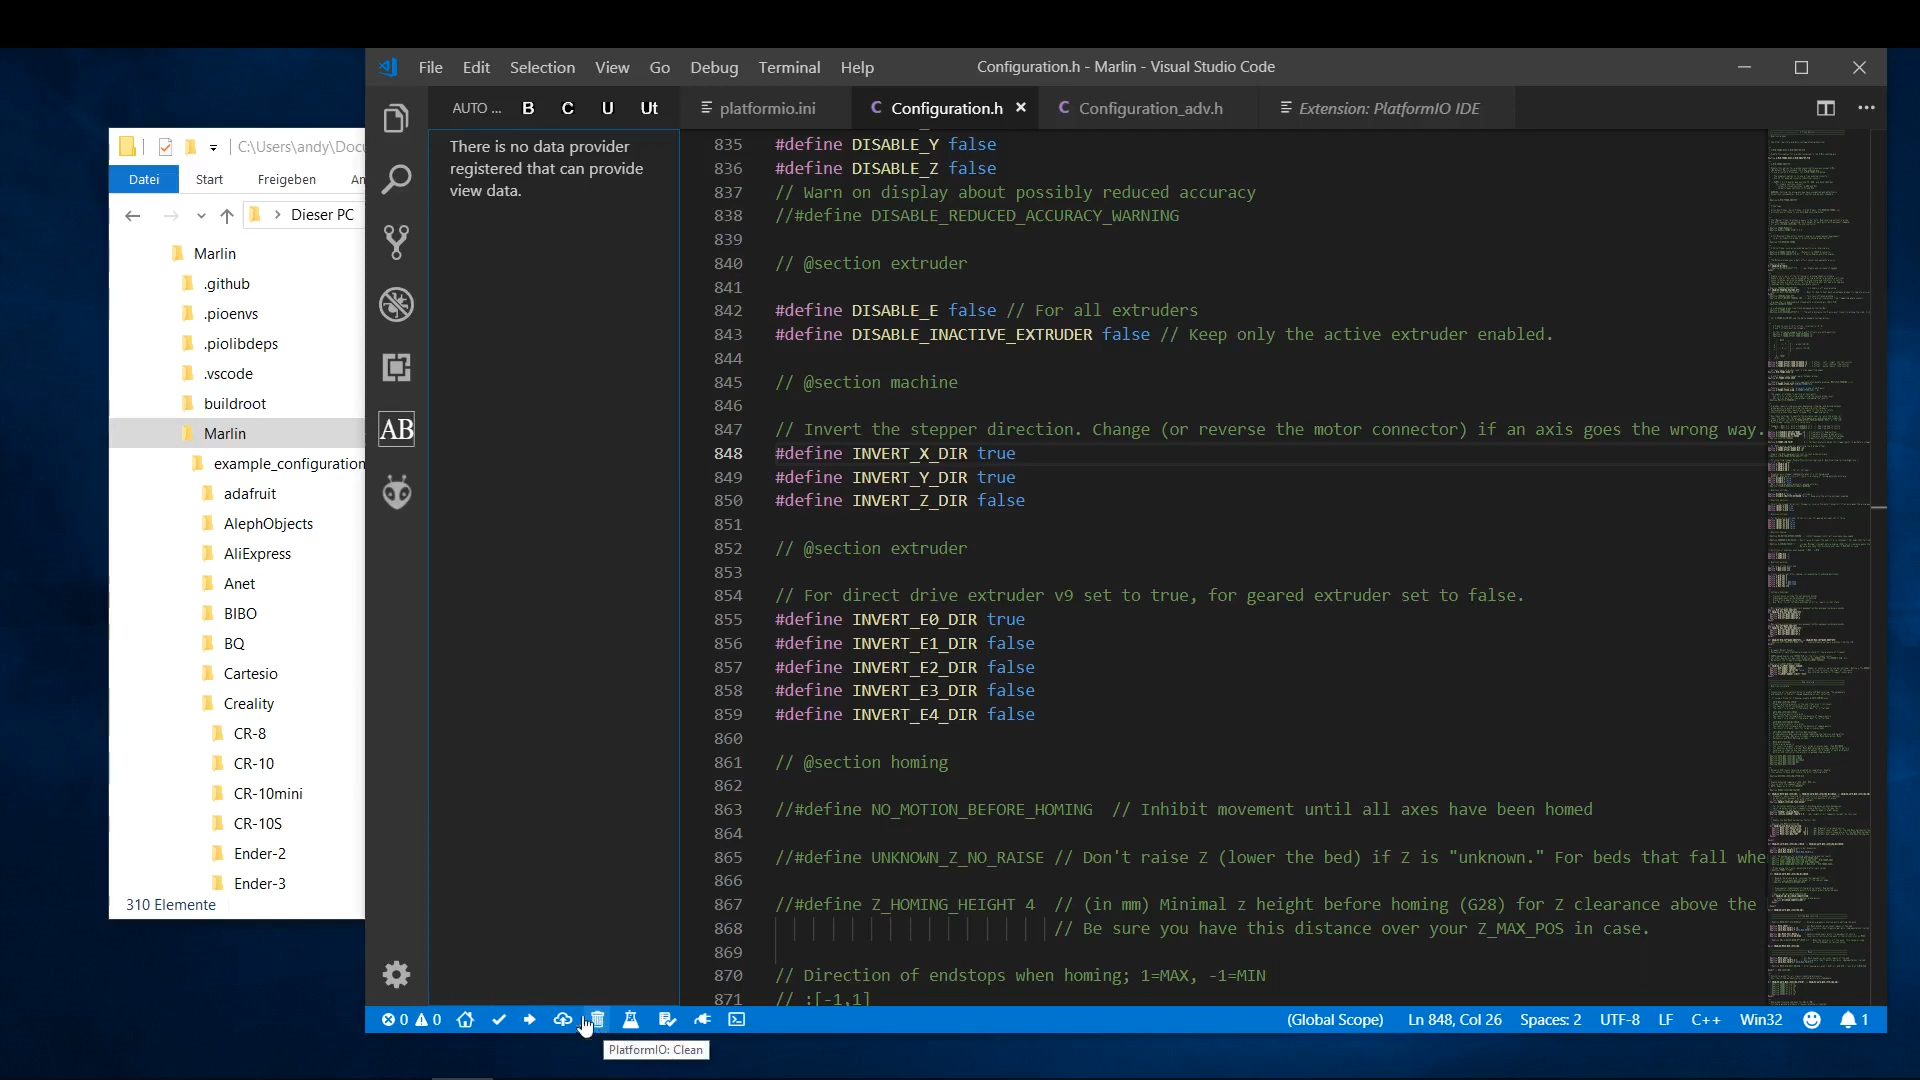 File Edit Selection View Go Debug Terminal Help
Configuration.h - Marlin - Visual Studio Code
AUTO ... B C U Ut
platformio.ini
Configuration.h ×
Configuration_adv.h
Extension: PlatformIO IDE
There is no data provider
registered that can provide
view data.
C:\Users\andy\Docu
Datei Start Freigeben An
Dieser PC
Marlin
.github
.pioenvs
.piolibdeps
.vscode
buildroot
Marlin
example_configuration
adafruit
AlephObjects
AliExpress
Anet
BIBO
BQ
Cartesio
Creality
CR-8
CR-10
CR-10mini
CR-10S
Ender-2
Ender-3
310 Elemente
AB
835 #define DISABLE_Y false
836 #define DISABLE_Z false
837 // Warn on display about possibly reduced accuracy
838 //#define DISABLE_REDUCED_ACCURACY_WARNING
839
840 // @section extruder
841
842 #define DISABLE_E false // For all extruders
843 #define DISABLE_INACTIVE_EXTRUDER false // Keep only the active extruder enabled.
844
845 // @section machine
846
847 // Invert the stepper direction. Change (or reverse the motor connector) if an axis goes the wrong way.
848 #define INVERT_X_DIR true
849 #define INVERT_Y_DIR true
850 #define INVERT_Z_DIR false
851
852 // @section extruder
853
854 // For direct drive extruder v9 set to true, for geared extruder set to false.
855 #define INVERT_E0_DIR true
856 #define INVERT_E1_DIR false
857 #define INVERT_E2_DIR false
858 #define INVERT_E3_DIR false
859 #define INVERT_E4_DIR false
860
861 // @section homing
862
863 //#define NO_MOTION_BEFORE_HOMING // Inhibit movement until all axes have been homed
864
865 //#define UNKNOWN_Z_NO_RAISE // Don't raise Z (lower the bed) if Z is "unknown." For beds that fall whe
866
867 //#define Z_HOMING_HEIGHT 4 // (in mm) Minimal z height before homing (G28) for Z clearance above the
868 // Be sure you have this distance over your Z_MAX_POS in case.
869
870 // Direction of endstops when homing; 1=MAX, -1=MIN
871 // :[-1,1]
0 0
(Global Scope) Ln 848, Col 26 Spaces: 2 UTF-8 LF C++ Win32 1
PlatformIO: Clean